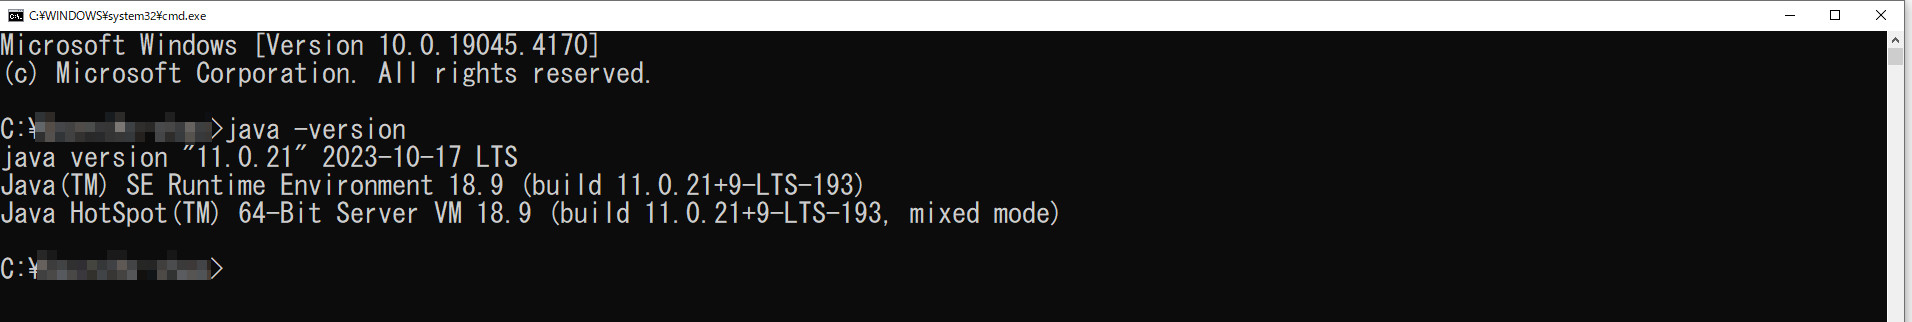 C:¥WINDOWS¥system32¥cmd.exe
Microsoft Windows [Version 10.0.19045.4170]
(c) Microsoft Corporation. All rights reserved.
C:¥>java -version
java version "11.0.21" 2023-10-17 LTS
Java(TM) SE Runtime Environment 18.9 (build 11.0.21+9-LTS-193)
Java HotSpot(TM) 64-Bit Server VM 18.9 (build 11.0.21+9-LTS-193, mixed mode)
C:¥>